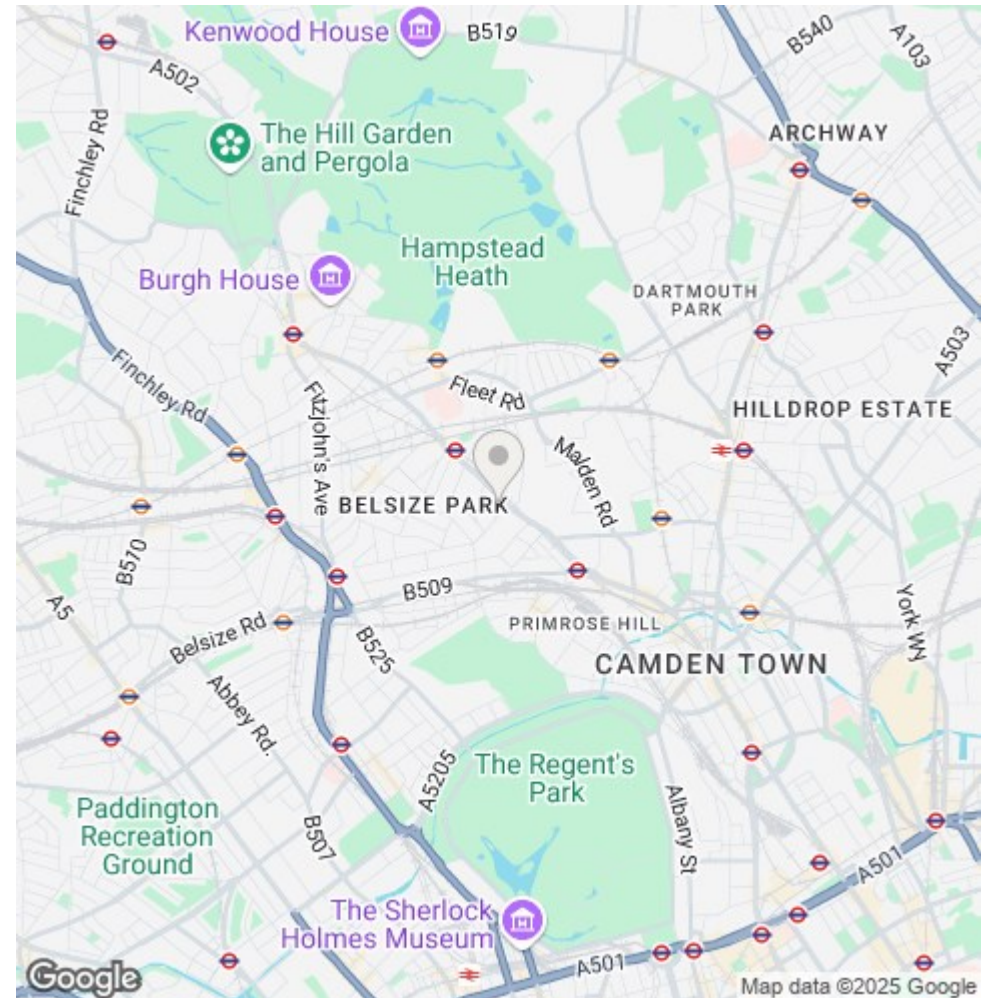 Kenwood House
B519
B540
A103
A502
Finchley Rd
The Hill Garden
and Pergola
ARCHWAY
Hampstead
Heath
Burgh House
DARTMOUTH
PARK
A503
Finchley Rd
Fitzjohn's Ave
Fleet Rd
HILLDROP ESTATE
Malden Rd
BELSIZE PARK
B570
B509
A5
Belsize Rd
B525
PRIMROSE HILL
York Wy
CAMDEN TOWN
Abbey Rd.
A5205
The Regent's
Park
Albany St
Paddington
Recreation
Ground
B507
A501
The Sherlock
Holmes Museum
A501
Google
Map data ©2025 Google